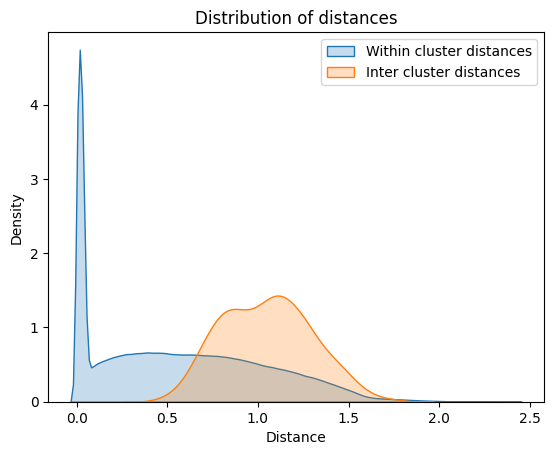 Distribution of distances
Within cluster distances
Inter cluster distances
Density
4
3
2
1
0
0.0 0.5 1.0 1.5 2.0 2.5
Distance